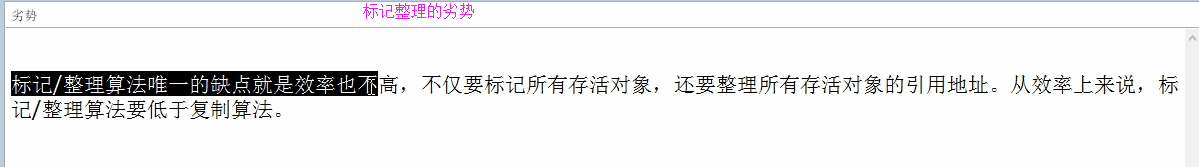 劣势
标记整理的劣势
标记/整理算法唯一的缺点就是效率也不高，不仅要标记所有存活对象，还要整理所有存活对象的引用地址。从效率上来说，标
记/整理算法要低于复制算法。